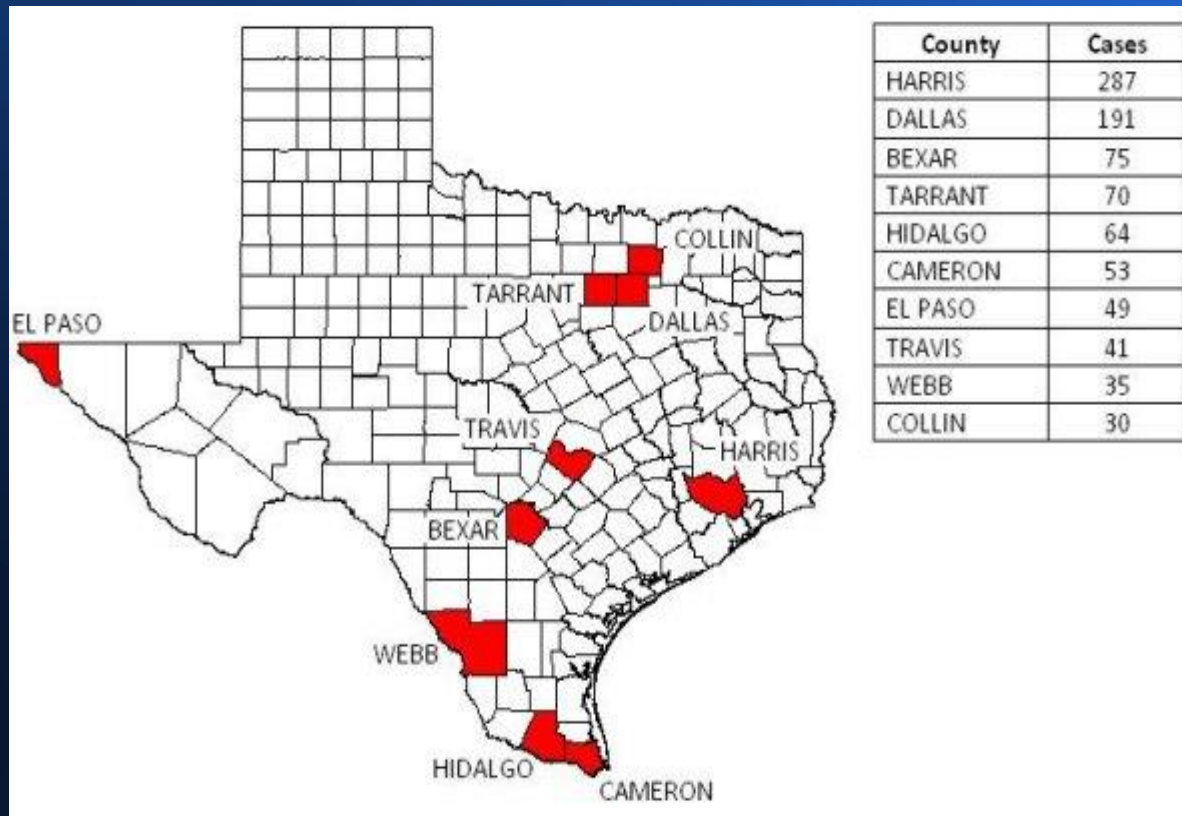 County Cases
HARRIS 287
DALLAS 191
BEXAR 75
TARRANT 70
HIDALGO 64
CAMERON 53
EL PASO 49
TRAVIS 41
WEBB 35
COLLIN 30
COLLIN
TARRANT
DALLAS
EL PASO
TRAVIS
HARRIS
BEXAR
WEBB
HIDALGO
CAMERON